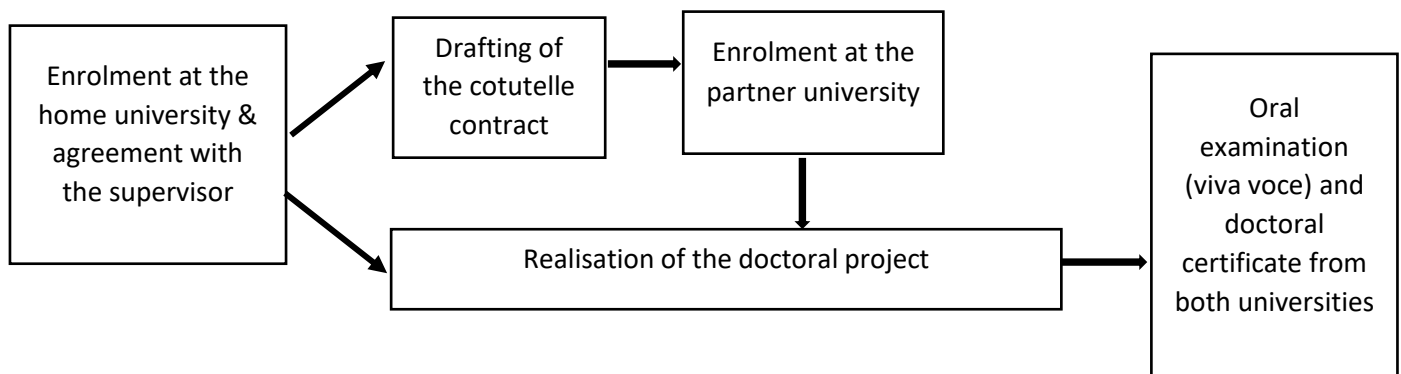 Enrolment at the
home university &
agreement with
the supervisor
Drafting of
the cotutelle
contract
Enrolment at the
partner university
Realisation of the doctoral project
Oral
examination
(viva voce) and
doctoral
certificate from
both universities